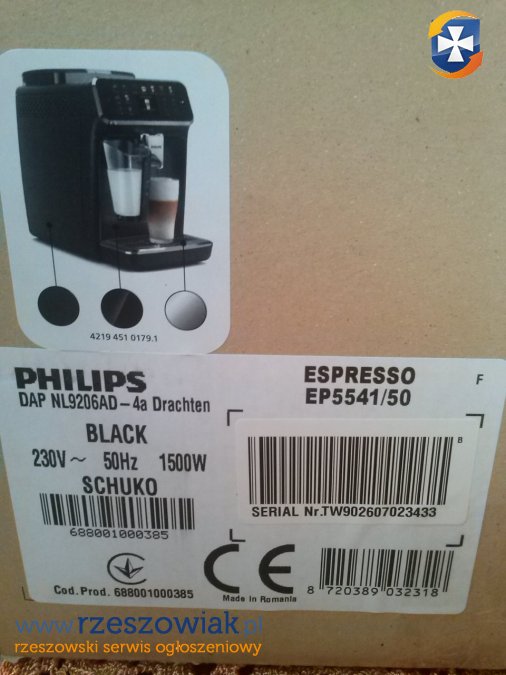 4219 451 0179.1
PHILIPS
DAP NL9206AD-4a Drachten
BLACK
230V~ 50Hz 1500W
SCHUKO
688001000385
Cod. Prod. 688001000385
ESPRESSO
EP5541/50
F
B
SERIAL Nr.TW902607023433
CE
Made in Romania
8 720389 032318
www.rzeszowiak.pl
rzeszowski serwis ogłoszeniowy